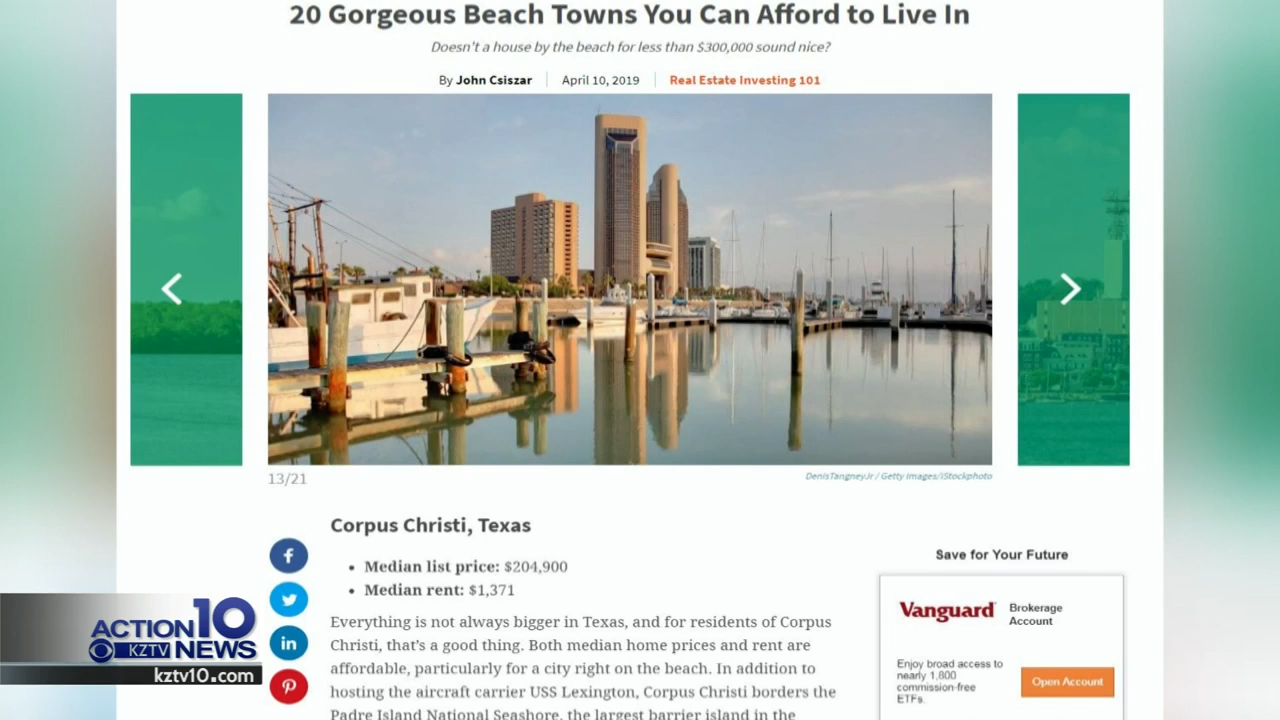 20 Gorgeous Beach Towns You Can Afford to Live In
Doesn't a house by the beach for less than $300,000 sound nice?
By John Csiszar | April 10, 2019 | Real Estate Investing 101
13/21
DenisTangneyJr / Getty Images/iStockphoto
Corpus Christi, Texas
• Median list price: $204,900
• Median rent: $1,371
Everything is not always bigger in Texas, and for residents of Corpus
Christi, that's a good thing. Both median home prices and rent are
affordable, particularly for a city right on the beach. In addition to
hosting the aircraft carrier USS Lexington, Corpus Christi borders the
Padre Island National Seashore, the largest barrier island in the
Save for Your Future
Vanguard
Brokerage
Account
Enjoy broad access to
nearly 1,800
commission-free
ETFs.
Open Account
ACTION 10
KZTV NEWS
kztv10.com